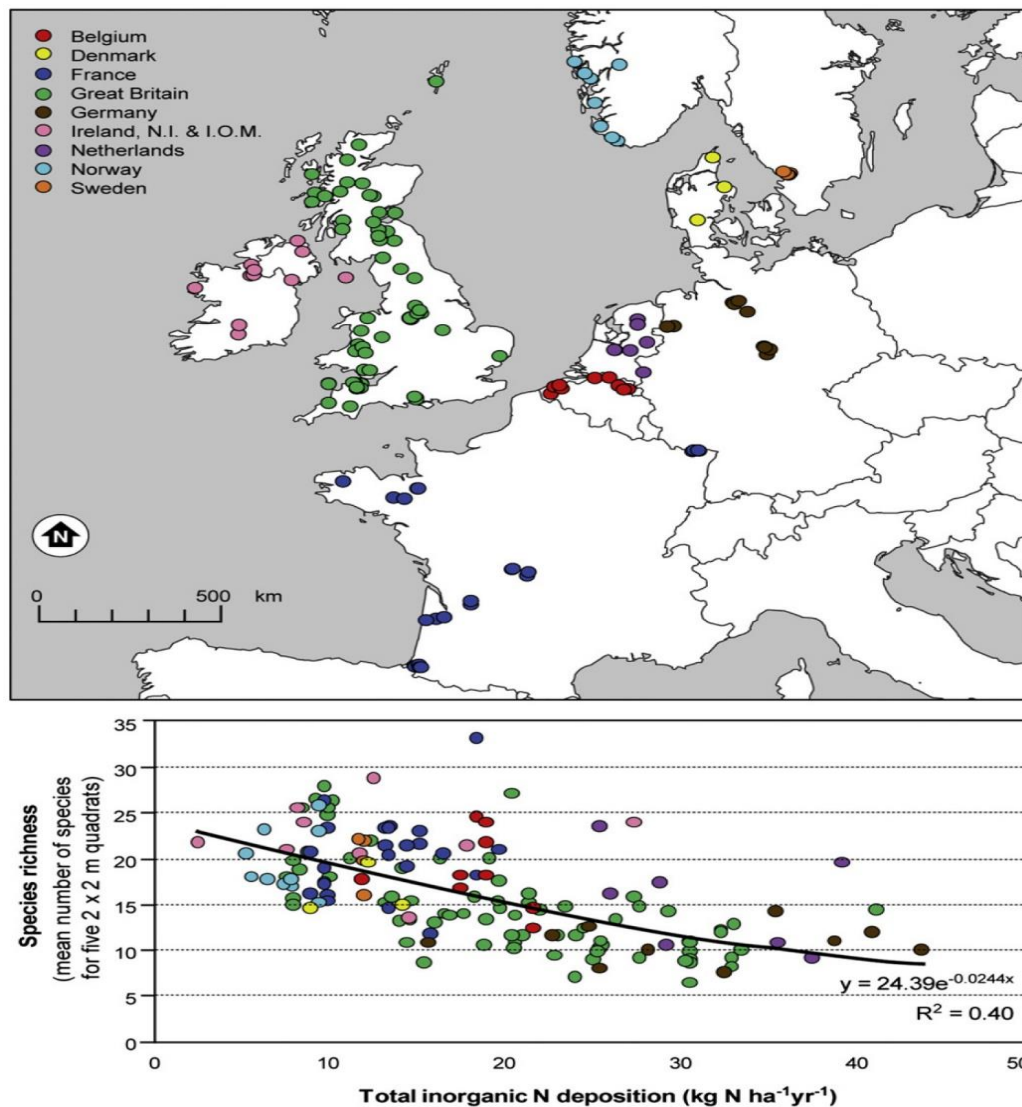 Belgium
Denmark
France
Great Britain
Germany
Ireland, N.I. & I.O.M.
Netherlands
Norway
Sweden
N
0 500 km
35
30
25
20
15
10
5
0
Species richness
(mean number of species
for five 2 x 2 m quadrats)
y = 24.39e⁻⁰·⁰²⁴⁴ˣ
R² = 0.40
0 10 20 30 40 50
Total inorganic N deposition (kg N ha⁻¹yr⁻¹)